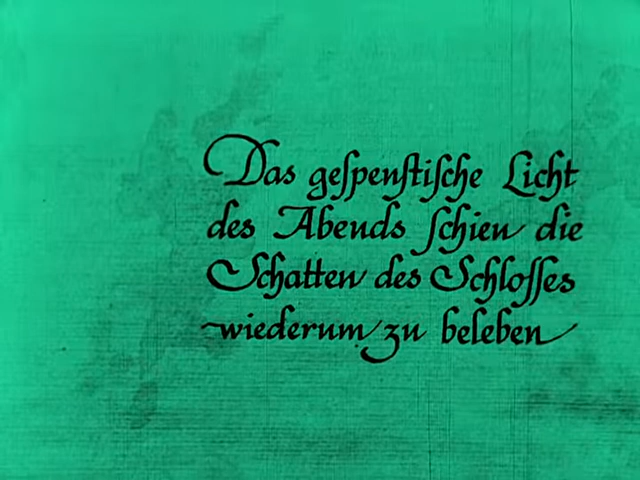 Das geſpenſtiſche Licht
des Abends ſchien die
Schatten des Schloſſes
wiederum zu beleben